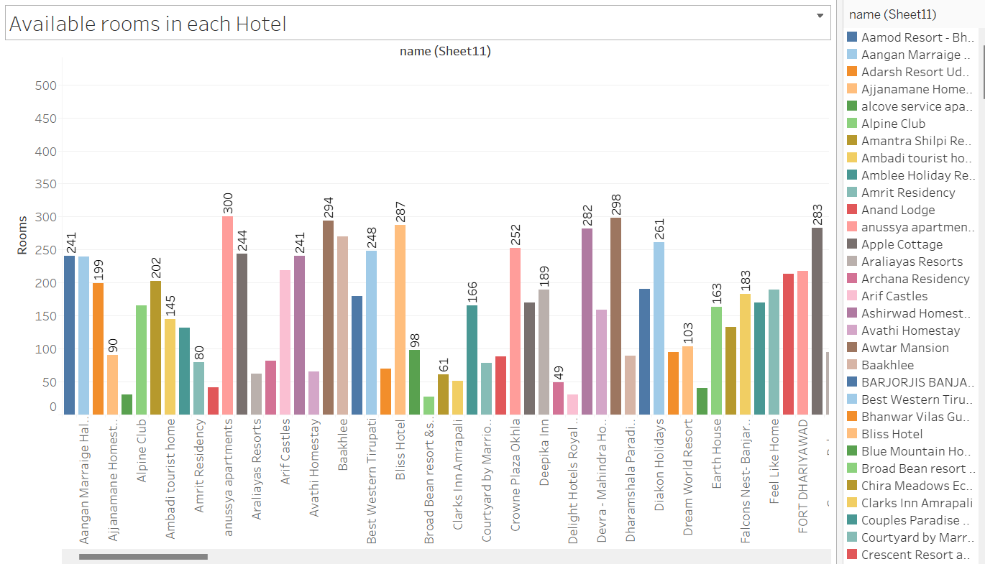 Available rooms in each Hotel
name (Sheet11)
Rooms
500
450
400
350
300
250
200
150
100
50
0
241
199
90
202
145
80
300
244
241
294
248
287
98
61
166
252
189
49
282
298
261
103
163
183
283
Aangan Marraige Hal..
Ajjanamane Homest..
Alpine Club
Ambadi tourist home
Amrit Residency
anussya apartments
Araliayas Resorts
Arif Castles
Avathi Homestay
Baakhlee
Best Western Tirupati
Bliss Hotel
Broad Bean resort &s..
Clarks Inn Amrapali
Courtyard by Marrio..
Crowne Plaza Okhla
Deepika Inn
Delight Hotels Royal ..
Devra - Mahindra Ho..
Dharamshala Paradi..
Diakon Holidays
Dream World Resort
Earth House
Falcons Nest- Banjar..
Feel Like Home
FORT DHARIYAWAD
name (Sheet11)
Aamod Resort - Bh..
Aangan Marraige ..
Adarsh Resort Ud..
Ajjanamane Home..
alcove service apa..
Alpine Club
Amantra Shilpi Re..
Ambadi tourist ho..
Amblee Holiday Re..
Amrit Residency
Anand Lodge
anussya apartmen..
Apple Cottage
Araliayas Resorts
Archana Residency
Arif Castles
Ashirwad Homest..
Avathi Homestay
Awtar Mansion
Baakhlee
BARJORJIS BANJA..
Best Western Tiru..
Bhanwar Vilas Gu..
Bliss Hotel
Blue Mountain Ho..
Broad Bean resort ..
Chira Meadows Ec..
Clarks Inn Amrapali
Couples Paradise ..
Courtyard by Marr..
Crescent Resort a..